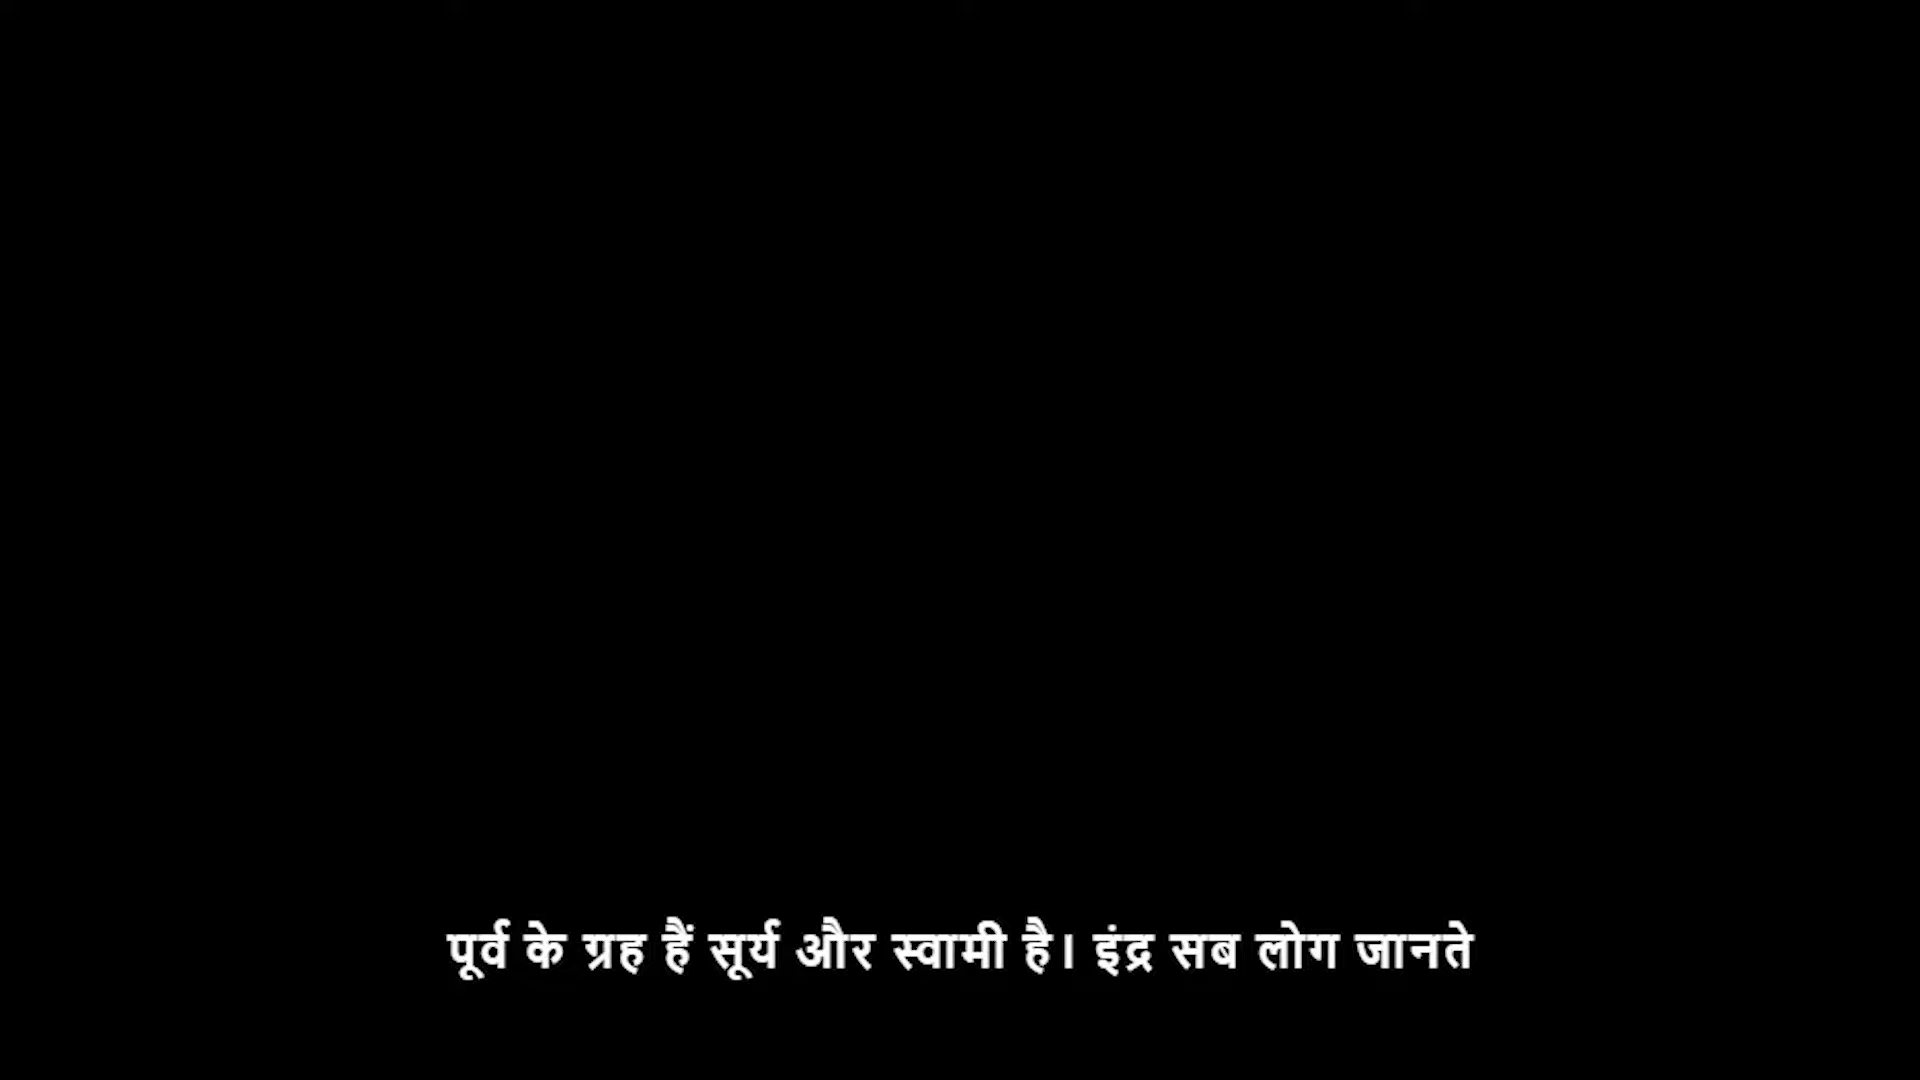 पूर्व के ग्रह हैं सूर्य और स्वामी है। इंद्र सब लोग जानते